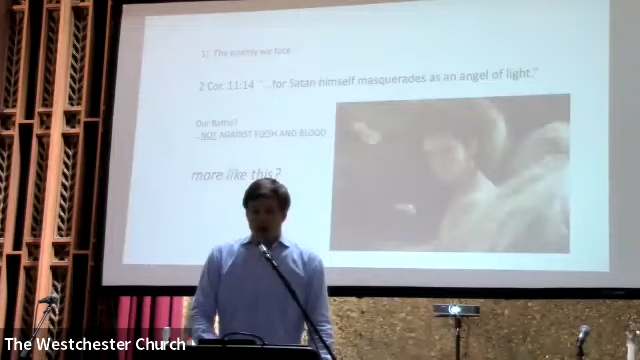 1) The enemy we face
2 Cor. 11:14 "...for Satan himself masquerades as an angel of light."
Our Battle?
...NOT AGAINST FLESH AND BLOOD
more like this?
The Westchester Church